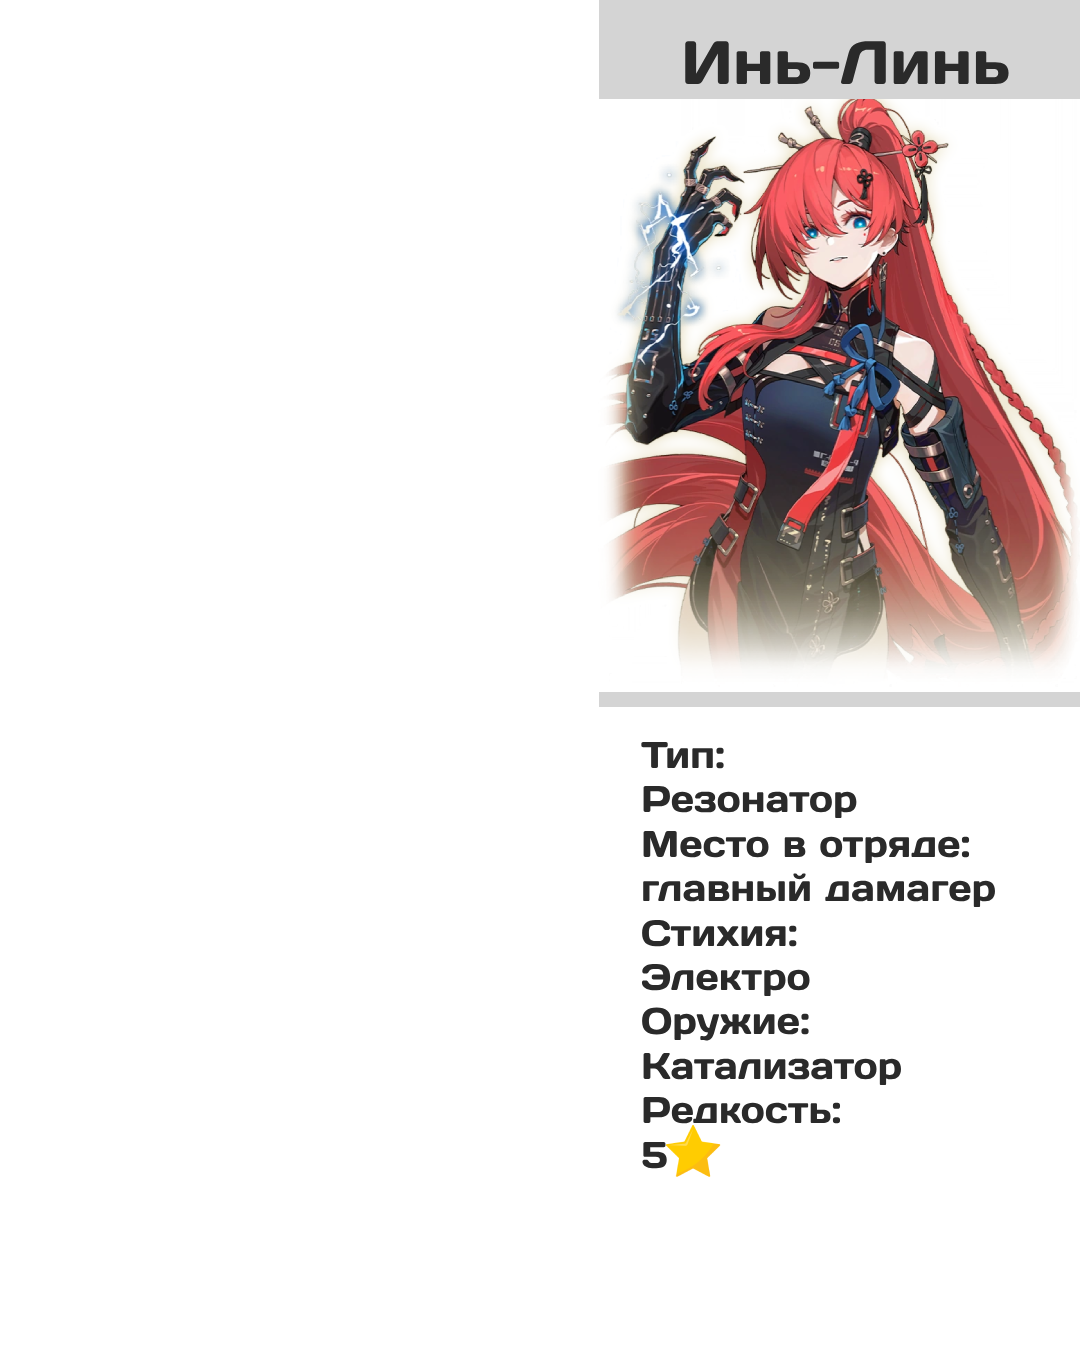 Инь-Линь
Тип:
Резонатор
Место в отряде:
главный дамагер
Стихия:
Электро
Оружие:
Катализатор
Редкость:
5⭐